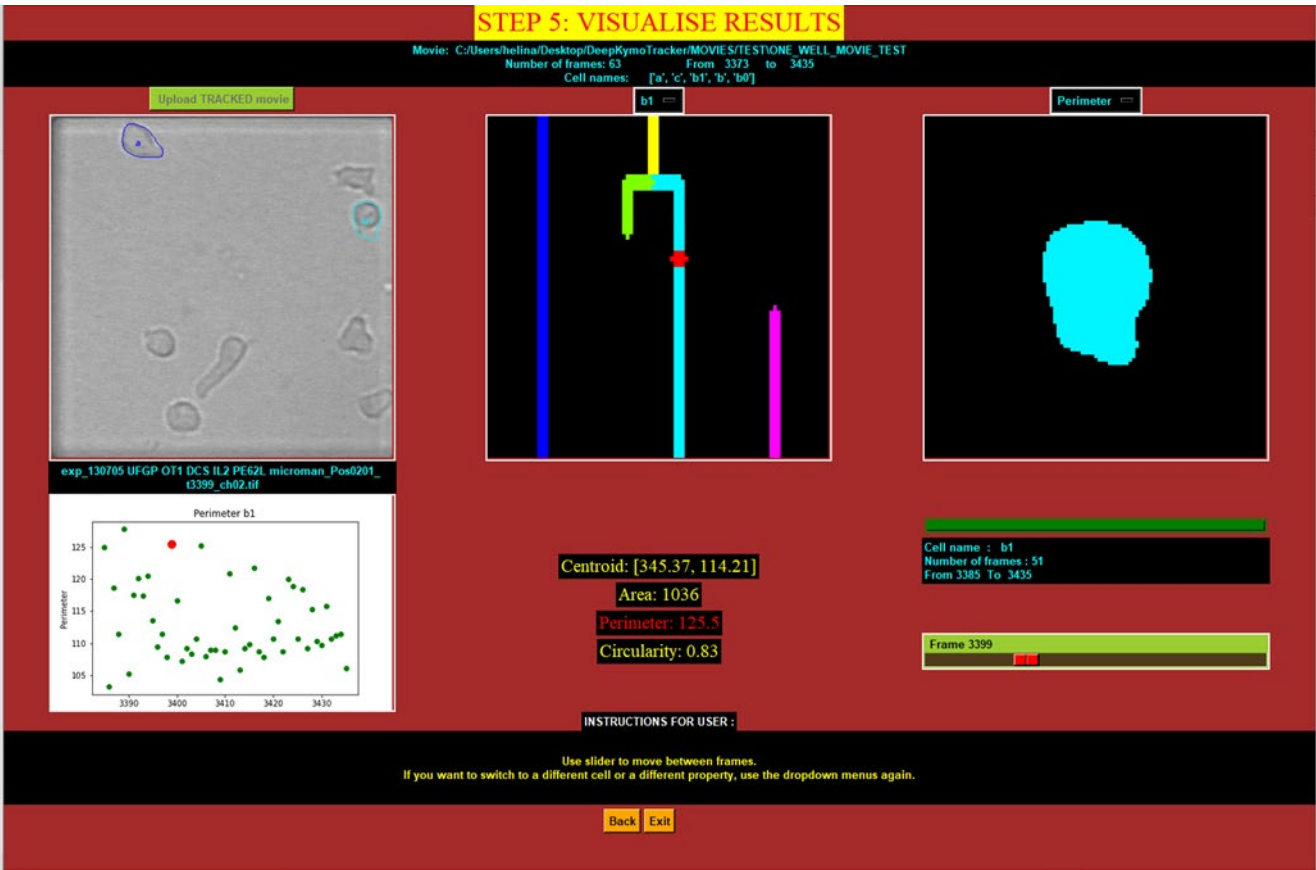 STEP 5: VISUALISE RESULTS
Movie: C:/Users/helina/Desktop/DeepKymoTracker/MOVIES/TEST\ONE_WELL_MOVIE_TEST
Number of frames: 63 From 3373 to 3435
Cell names: ['a', 'c', 'b1', 'b', 'b0']
Upload TRACKED movie
b1
Perimeter
a
exp_130705 UFGP OT1 DCS IL2 PE62L microman_Pos0201_
t3399_ch02.tif
Perimeter b1
125
120
115
110
105
Perimeter
3390 3400 3410 3420 3430
Centroid: [345.37, 114.21]
Area: 1036
Perimeter: 125.5
Circularity: 0.83
Cell name : b1
Number of frames : 51
From 3385 To 3435
Frame 3399
INSTRUCTIONS FOR USER :
Use slider to move between frames.
If you want to switch to a different cell or a different property, use the dropdown menus again.
Back Exit